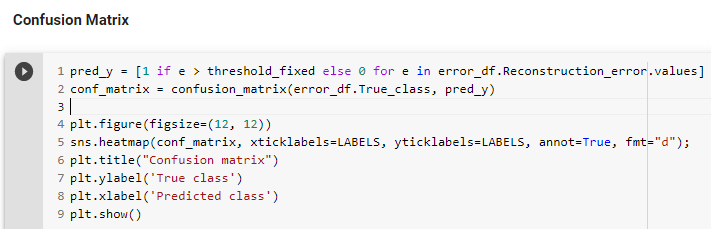 Confusion Matrix
1 pred_y = [1 if e > threshold_fixed else 0 for e in error_df.Reconstruction_error.values]
2 conf_matrix = confusion_matrix(error_df.True_class, pred_y)
3
4 plt.figure(figsize=(12, 12))
5 sns.heatmap(conf_matrix, xticklabels=LABELS, yticklabels=LABELS, annot=True, fmt="d");
6 plt.title("Confusion matrix")
7 plt.ylabel('True class')
8 plt.xlabel('Predicted class')
9 plt.show()